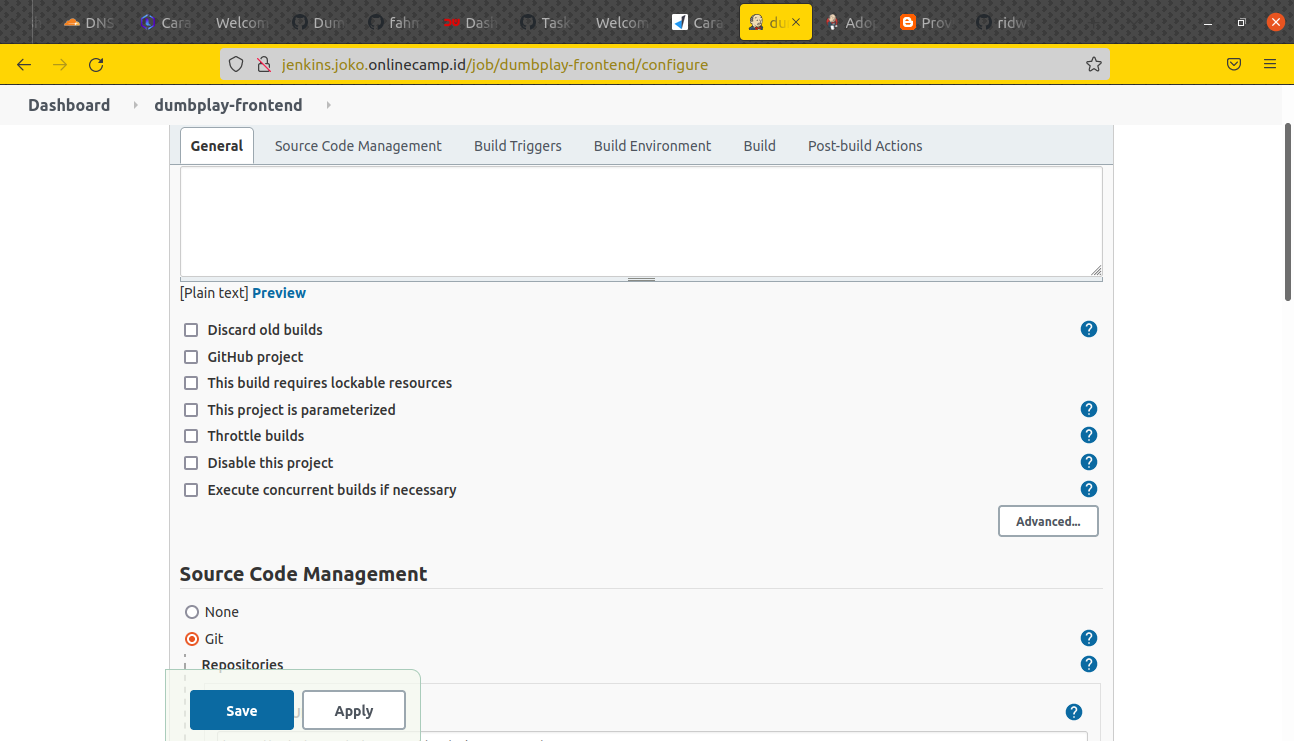 DNS Cara Welcom Dum fahn Dash Task Welcom Cara du Ado Prov ridw
jenkins.joko.onlinecamp.id/job/dumbplay-frontend/configure
Dashboard dumbplay-frontend
General Source Code Management Build Triggers Build Environment Build Post-build Actions
[Plain text] Preview
Discard old builds ?
GitHub project
This build requires lockable resources
This project is parameterized ?
Throttle builds ?
Disable this project ?
Execute concurrent builds if necessary ?
Advanced...
Source Code Management
None
Git ?
Repositories ?
Save Apply ?